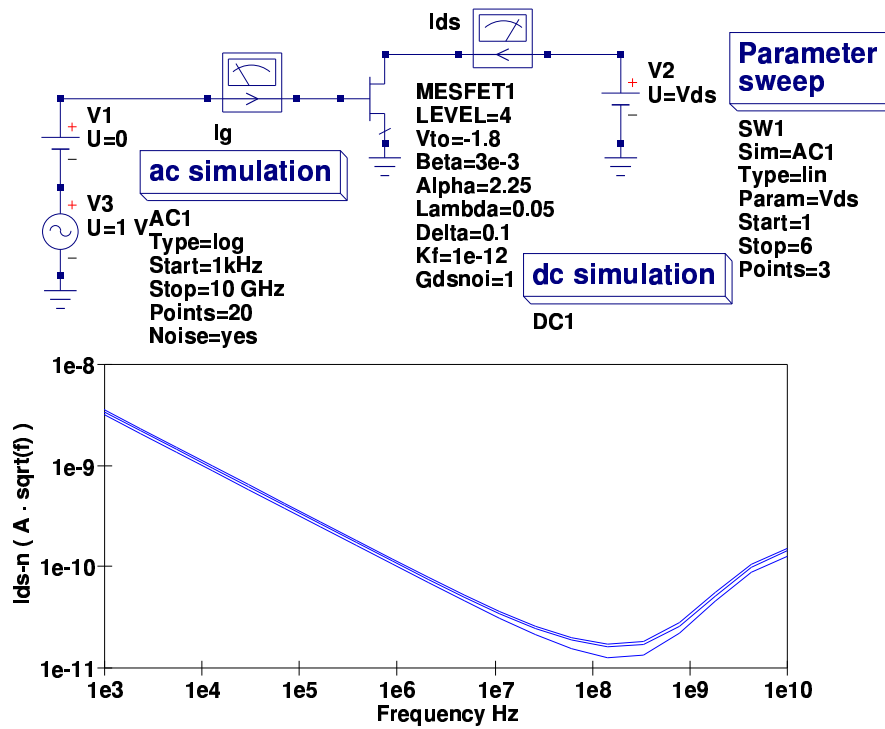 Ids
V1
U=0
Ig
V3
U=1 V
ac simulation
AC1
Type=log
Start=1kHz
Stop=10 GHz
Points=20
Noise=yes
MESFET1
LEVEL=4
Vto=-1.8
Beta=3e-3
Alpha=2.25
Lambda=0.05
Delta=0.1
Kf=1e-12
Gdsnoi=1
V2
U=Vds
dc simulation
DC1
Parameter
sweep
SW1
Sim=AC1
Type=lin
Param=Vds
Start=1
Stop=6
Points=3
+
−
+
−
+
−
Ids-n ( A . sqrt(f) )
1e-8
1e-9
1e-10
1e-11
1e3 1e4 1e5 1e6 1e7 1e8 1e9 1e10
Frequency Hz